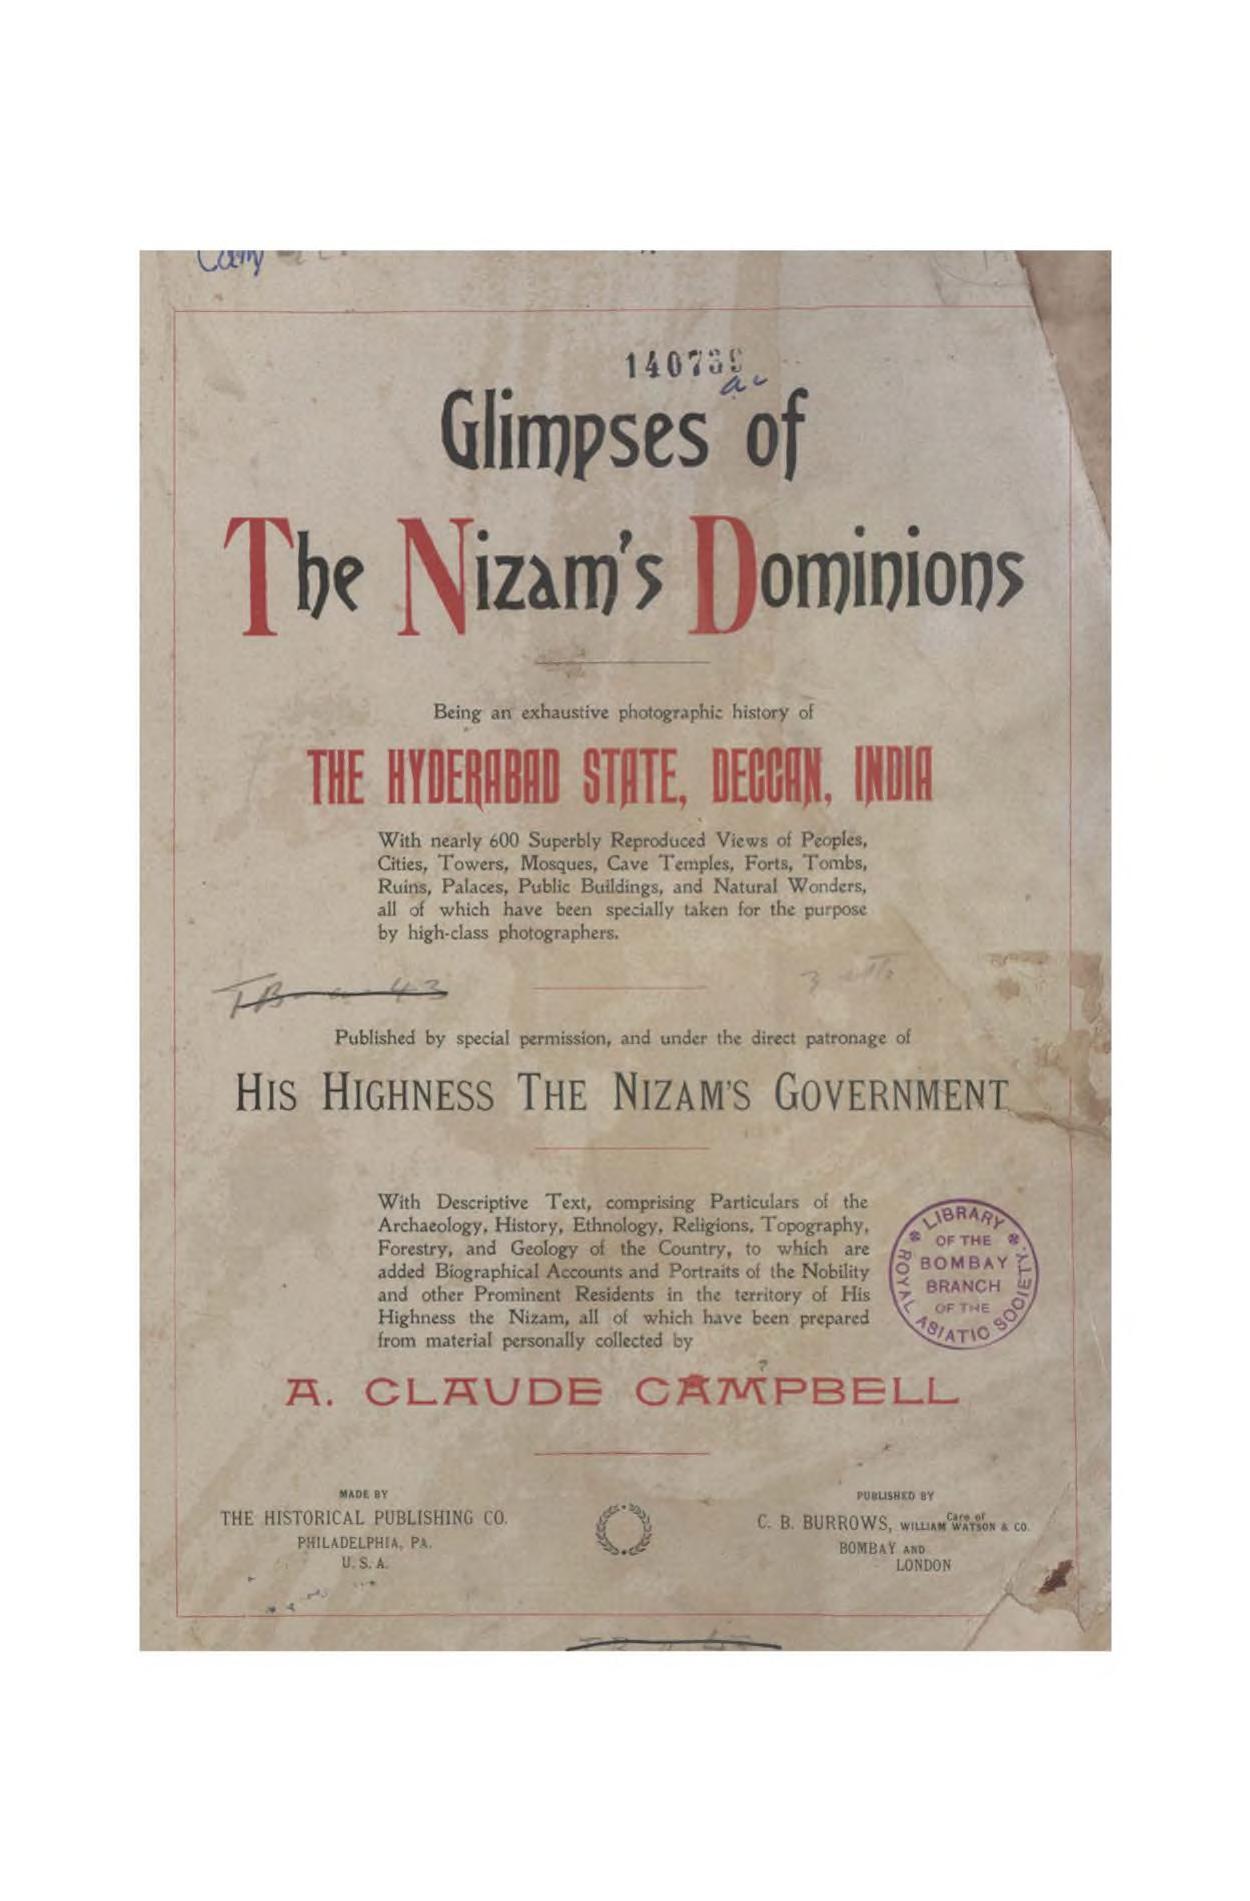 Glimpses of
The Nizam's Dominions
Being an exhaustive photographic history of
THE HYDERABAD STATE, DECCAN, INDIA
With nearly 600 Superbly Reproduced Views of Peoples,
Cities, Towers, Mosques, Cave Temples, Forts, Tombs,
Ruins, Palaces, Public Buildings, and Natural Wonders,
all of which have been specially taken for the purpose
by high-class photographers.
Published by special permission, and under the direct patronage of
HIS HIGHNESS THE NIZAM'S GOVERNMENT
With Descriptive Text, comprising Particulars of the
Archaeology, History, Ethnology, Religions, Topography,
Forestry, and Geology of the Country, to which are
added Biographical Accounts and Portraits of the Nobility
and other Prominent Residents in the territory of His
Highness the Nizam, all of which have been prepared
from material personally collected by
LIBRARY
OF THE
BOMBAY
BRANCH
OF THE
ROYAL ASIATIC SOCIETY.
A. CLAUDE CAMPBELL
MADE BY
THE HISTORICAL PUBLISHING CO.
PHILADELPHIA, PA.
U. S. A.
PUBLISHED BY
C. B. BURROWS, Care of WILLIAM WATSON & CO.
BOMBAY AND
LONDON